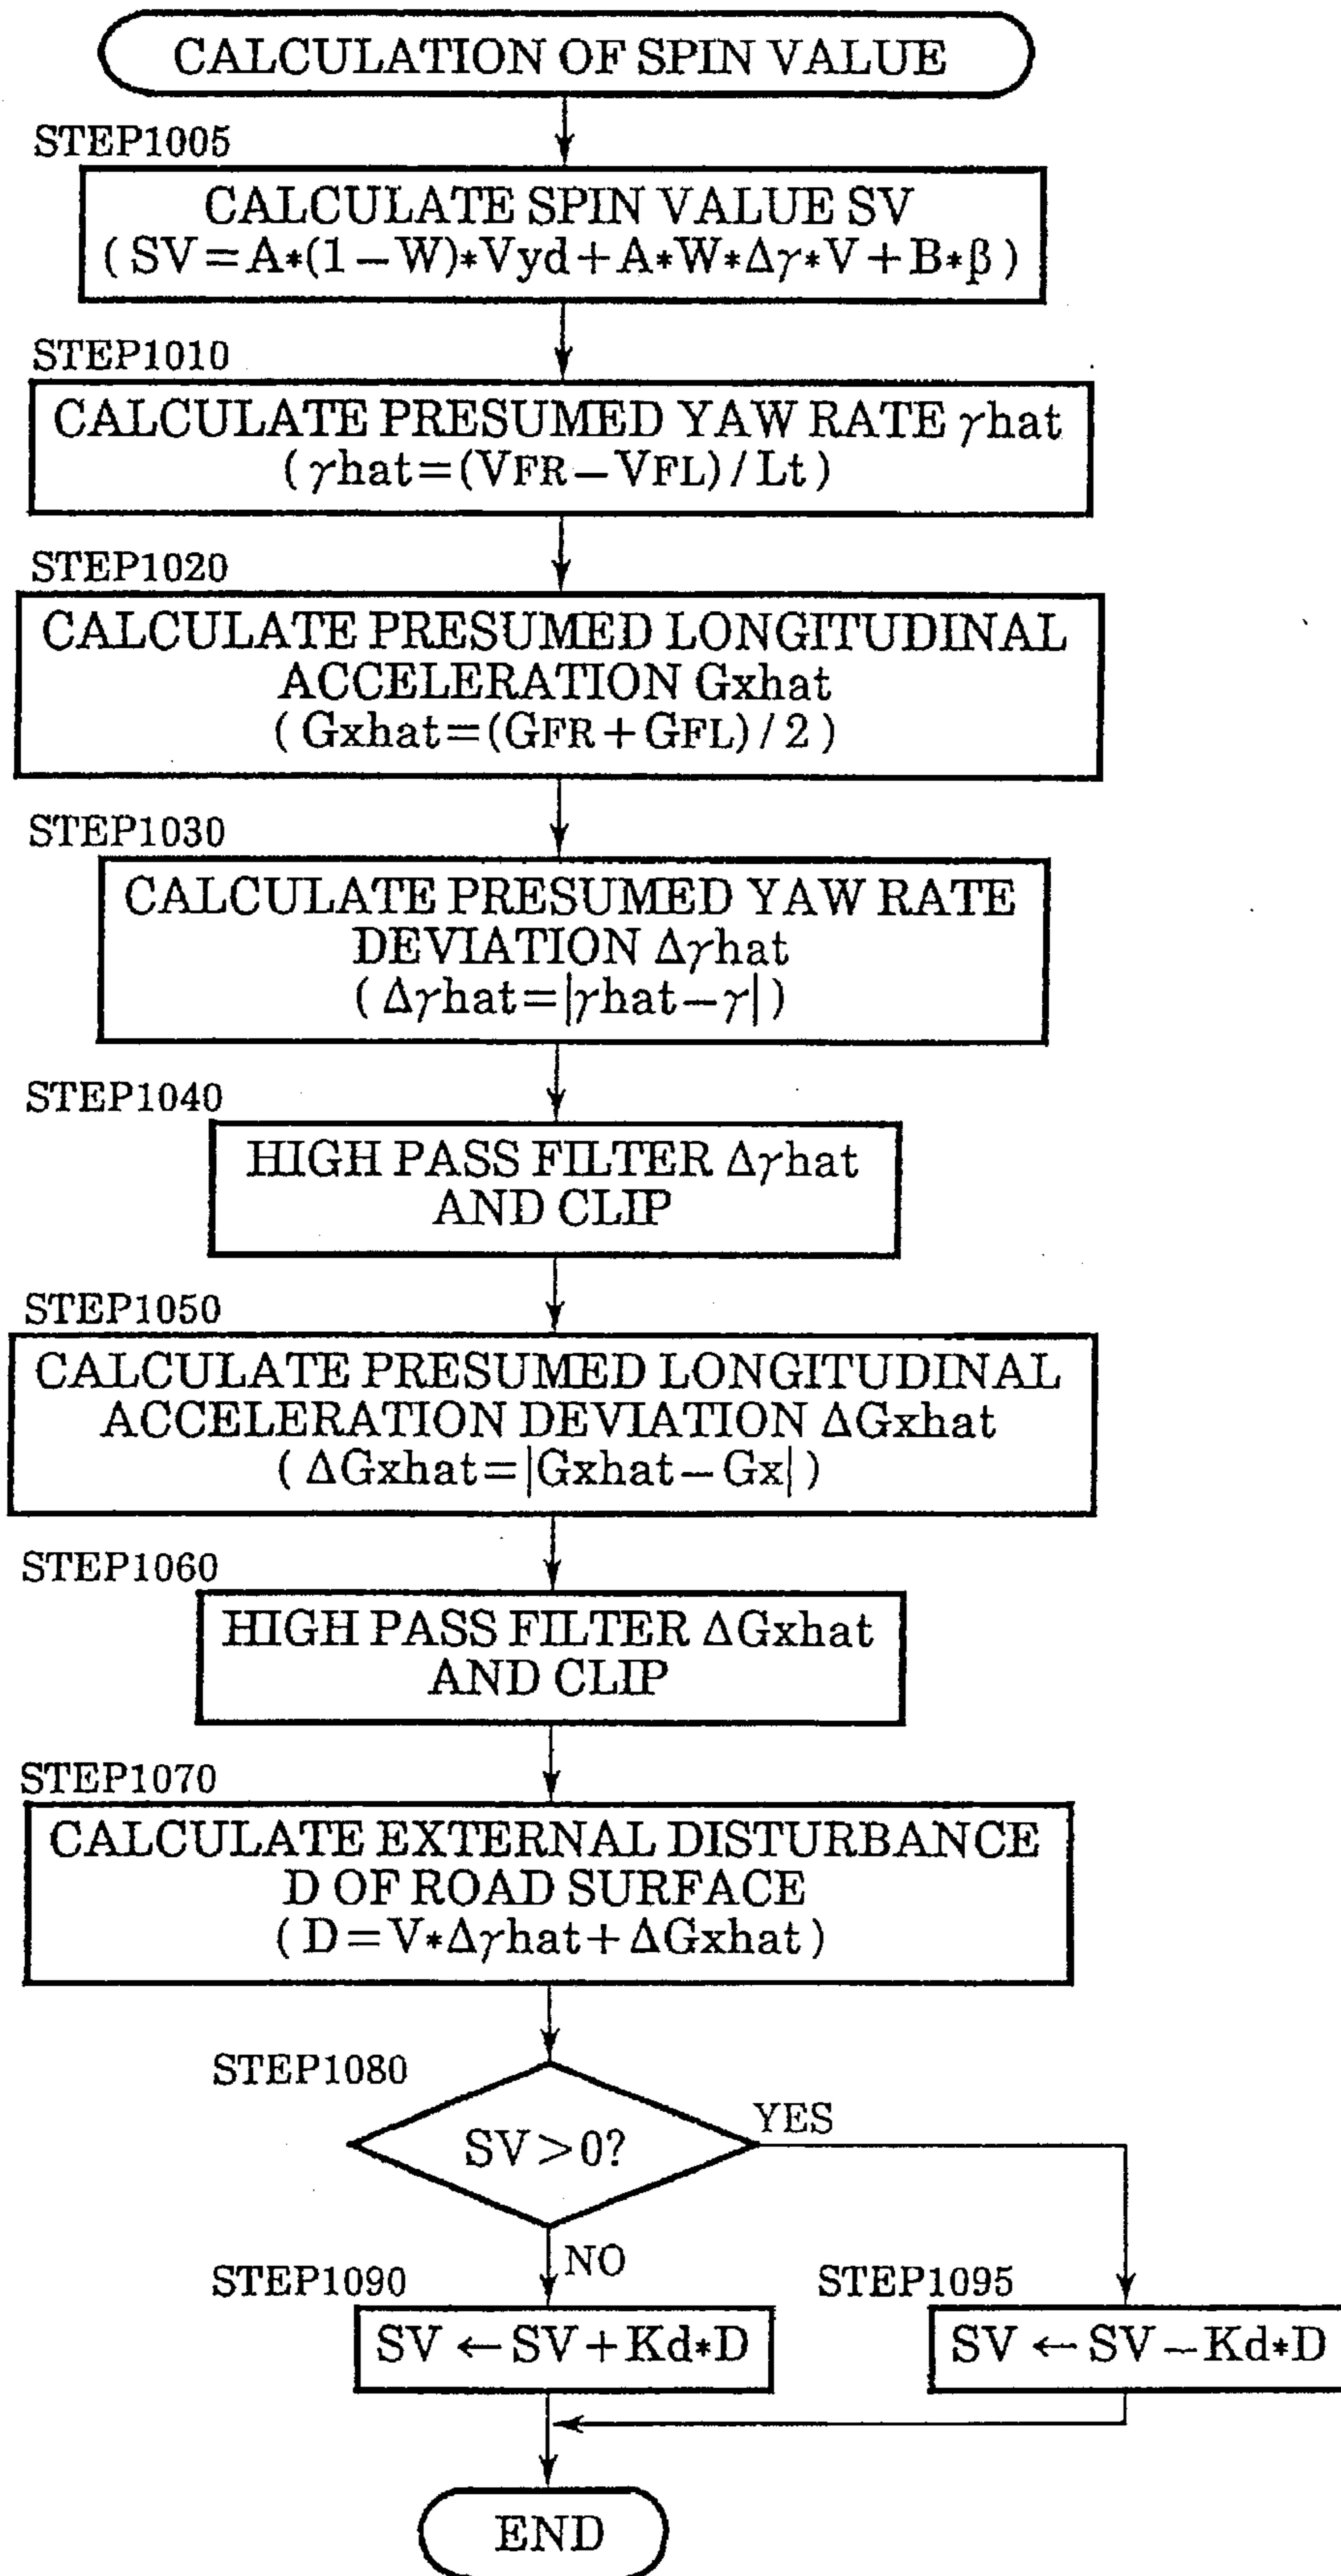 CALCULATION OF SPIN VALUE
STEP1005
CALCULATE SPIN VALUE SV
(SV=A*(1-W)*Vyd+A*W*Δγ*V+B*β)
STEP1010
CALCULATE PRESUMED YAW RATE γhat
(γhat=(VFR-VFL)/Lt)
STEP1020
CALCULATE PRESUMED LONGITUDINAL
ACCELERATION Gxhat
(Gxhat=(GFR+GFL)/2)
STEP1030
CALCULATE PRESUMED YAW RATE
DEVIATION Δγhat
(Δγhat=|γhat-γ|)
STEP1040
HIGH PASS FILTER Δγhat
AND CLIP
STEP1050
CALCULATE PRESUMED LONGITUDINAL
ACCELERATION DEVIATION ΔGxhat
(ΔGxhat=|Gxhat-Gx|)
STEP1060
HIGH PASS FILTER ΔGxhat
AND CLIP
STEP1070
CALCULATE EXTERNAL DISTURBANCE
D OF ROAD SURFACE
(D=V*Δγhat+ΔGxhat)
STEP1080
SV>0?
YES
NO
STEP1090
SV←SV+Kd*D
STEP1095
SV←SV-Kd*D
END